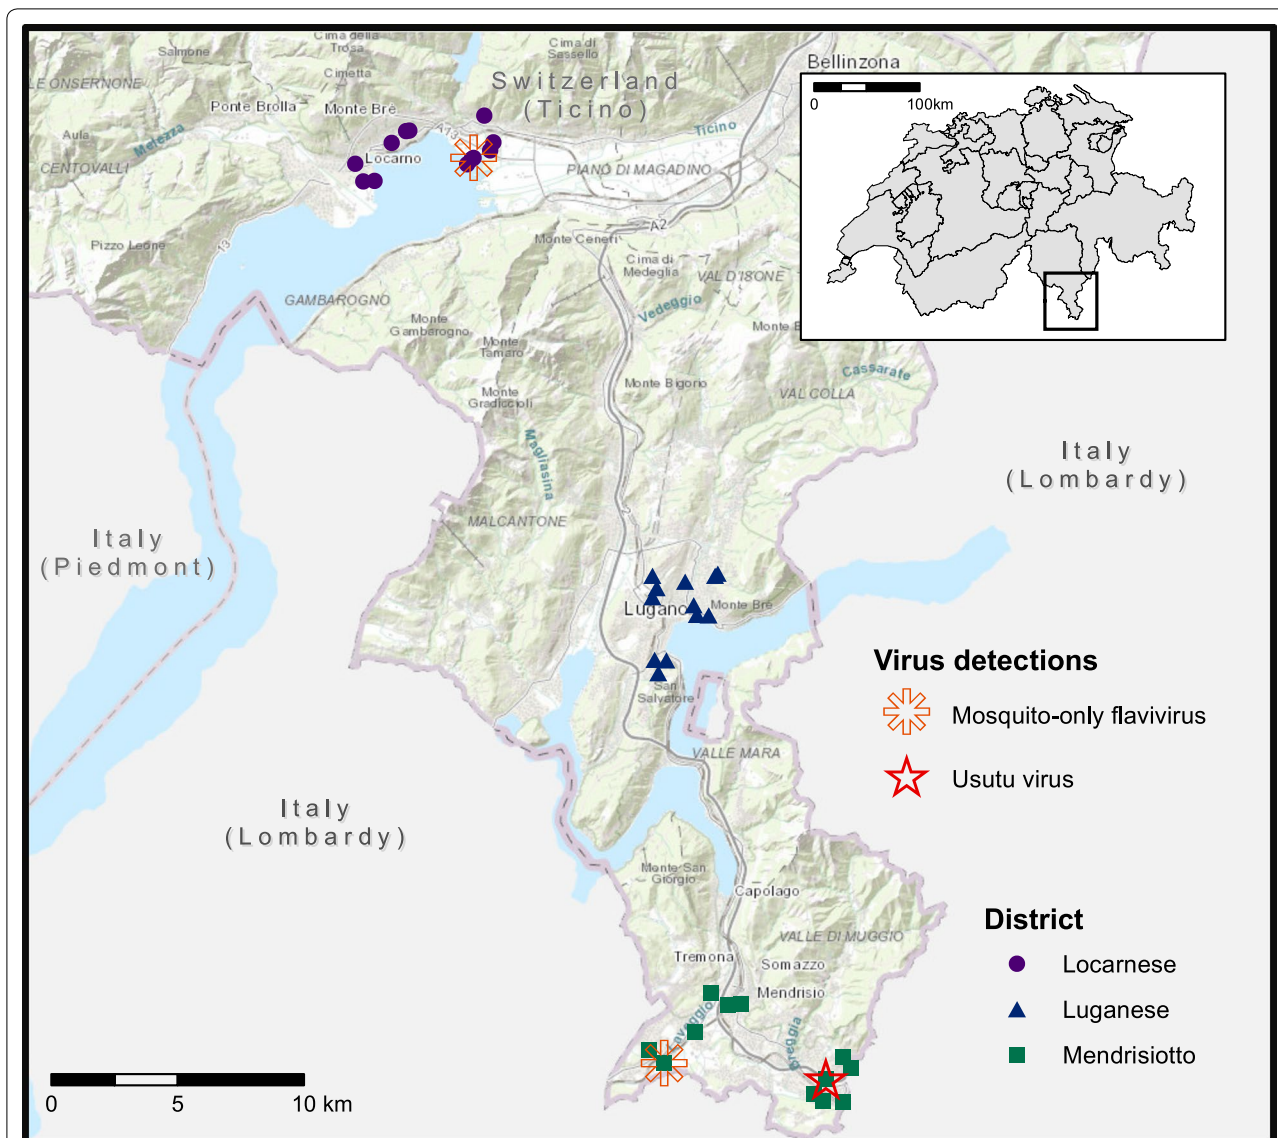 Cima della
Trosa
Salmone
Cimetta
Cima di
Sassello
Bellinzona
Switzerland
(Ticino)
0 100km
LE ONSERNONE
Ponte Brolla
Monte Brè
A13
Ticino
Aula
Melezza
CENTOVALLI
Locarno
PIANO DI MAGADINO
A2
Pizzo Leone
13
Monte Ceneri
Cima di
Medeglia
VAL D'ISONE
GAMBAROGNO
Vedeggio
Monte
Gambarogno
Monte
Tamaro
Monte B
Cassarate
Monte
Gradiccioli
Monte Bigorio
VAL COLLA
Magliasina
Italy
(Lombardy)
MALCANTONE
Italy
(Piedmont)
Lugano
Monte Brè
San
Salvatore
Virus detections
Mosquito-only flavivirus
Usutu virus
VALLE MARA
Italy
(Lombardy)
Monte San
Giorgio
Capolago
District
VALLE DI MUGGIO
Tremona
Somazzo
Locarnese
Mendrisio
Laveggio
Luganese
Breggia
Mendrisiotto
0 5 10 km